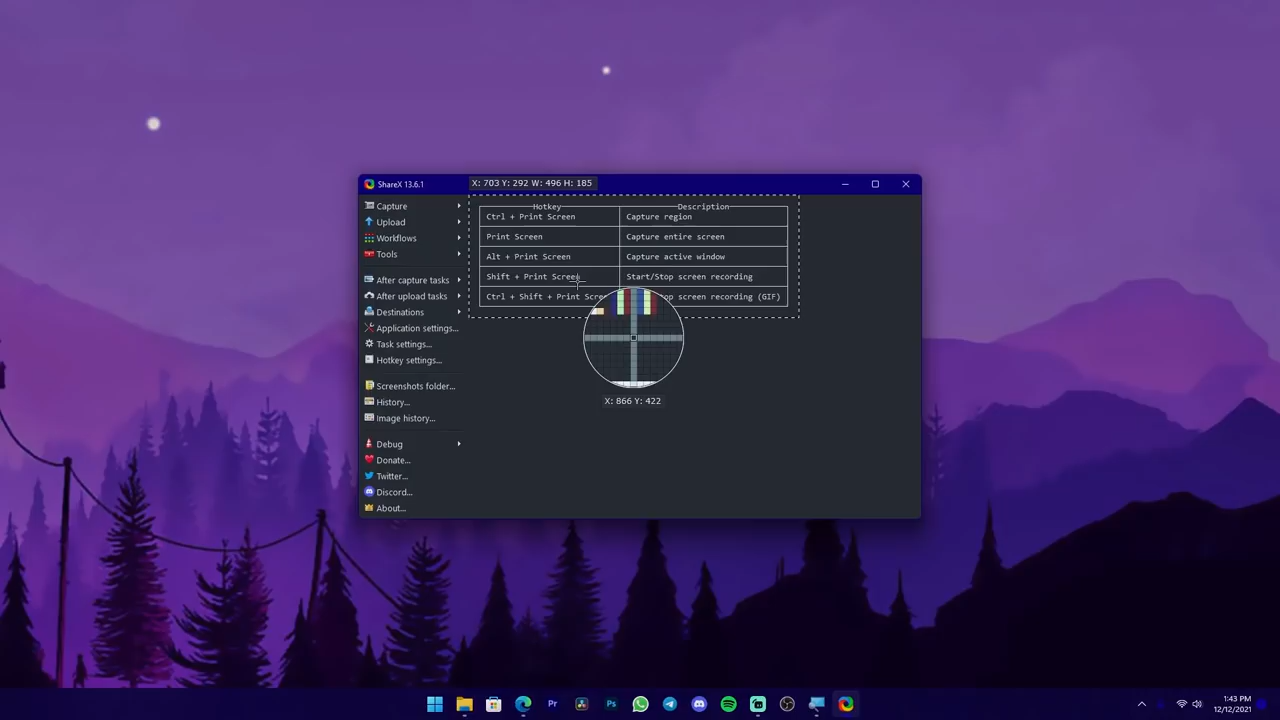 ShareX 13.6.1
X: 703 Y: 292 W: 496 H: 185
Capture
Upload
Workflows
Tools
After capture tasks
After upload tasks
Destinations
Application settings...
Task settings...
Hotkey settings...
Screenshots folder...
History...
Image history...
Debug
Donate...
Twitter...
Discord...
About...
Hotkey Description
Ctrl + Print Screen Capture region
Print Screen Capture entire screen
Alt + Print Screen Capture active window
Shift + Print Screen Start/Stop screen recording
Ctrl + Shift + Print screen recording (GIF)
X: 866 Y: 422
Pr
Ps
1:43 PM
12/12/2021